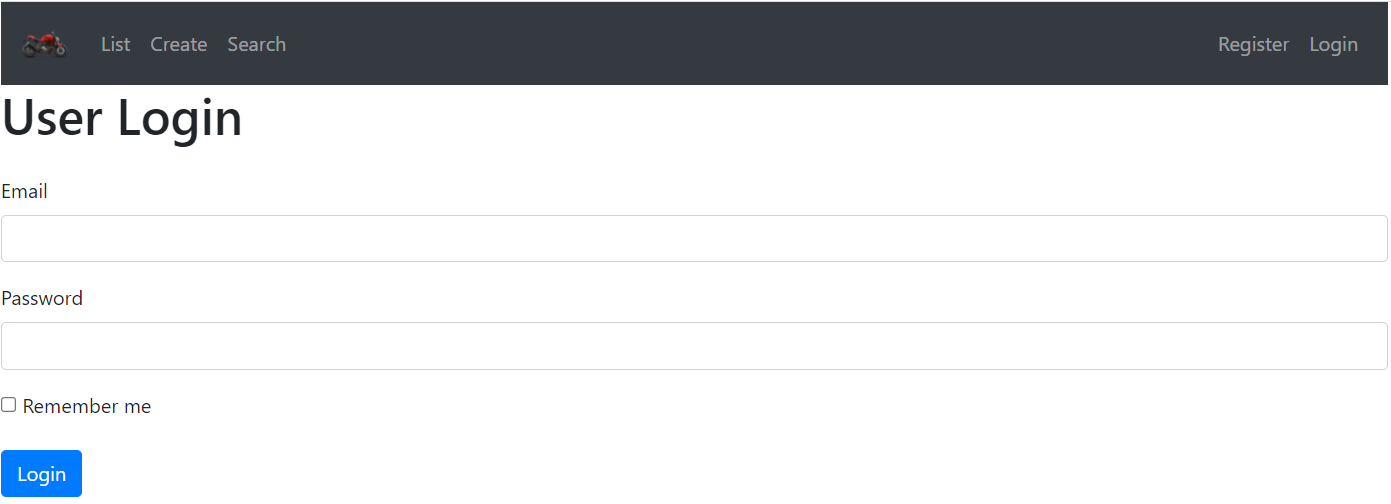 List Create Search Register Login
User Login
Email
Password
Remember me
Login